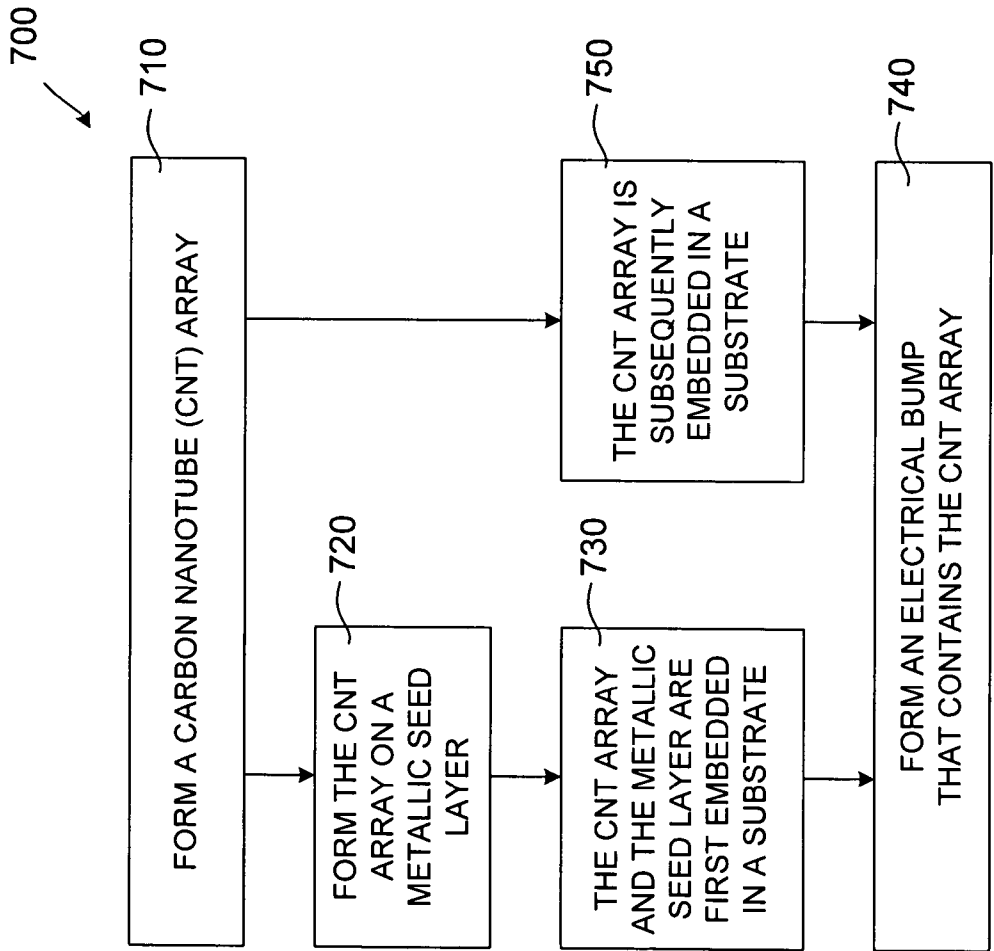 700
710
FORM A CARBON NANOTUBE (CNT) ARRAY
720
FORM THE CNT
ARRAY ON A
METALLIC SEED
LAYER
730
THE CNT ARRAY
AND THE METALLIC
SEED LAYER ARE
FIRST EMBEDDED
IN A SUBSTRATE
750
THE CNT ARRAY IS
SUBSEQUENTLY
EMBEDDED IN A
SUBSTRATE
740
FORM AN ELECTRICAL BUMP
THAT CONTAINS THE CNT ARRAY